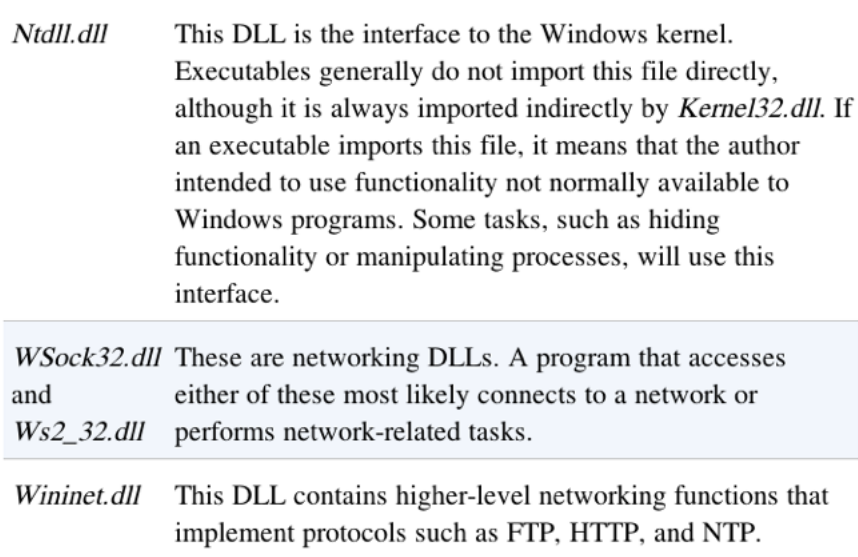 Ntdll.dll This DLL is the interface to the Windows kernel.
Executables generally do not import this file directly,
although it is always imported indirectly by Kernel32.dll. If
an executable imports this file, it means that the author
intended to use functionality not normally available to
Windows programs. Some tasks, such as hiding
functionality or manipulating processes, will use this
interface.
WSock32.dll These are networking DLLs. A program that accesses
and either of these most likely connects to a network or
Ws2_32.dll performs network-related tasks.
Wininet.dll This DLL contains higher-level networking functions that
implement protocols such as FTP, HTTP, and NTP.